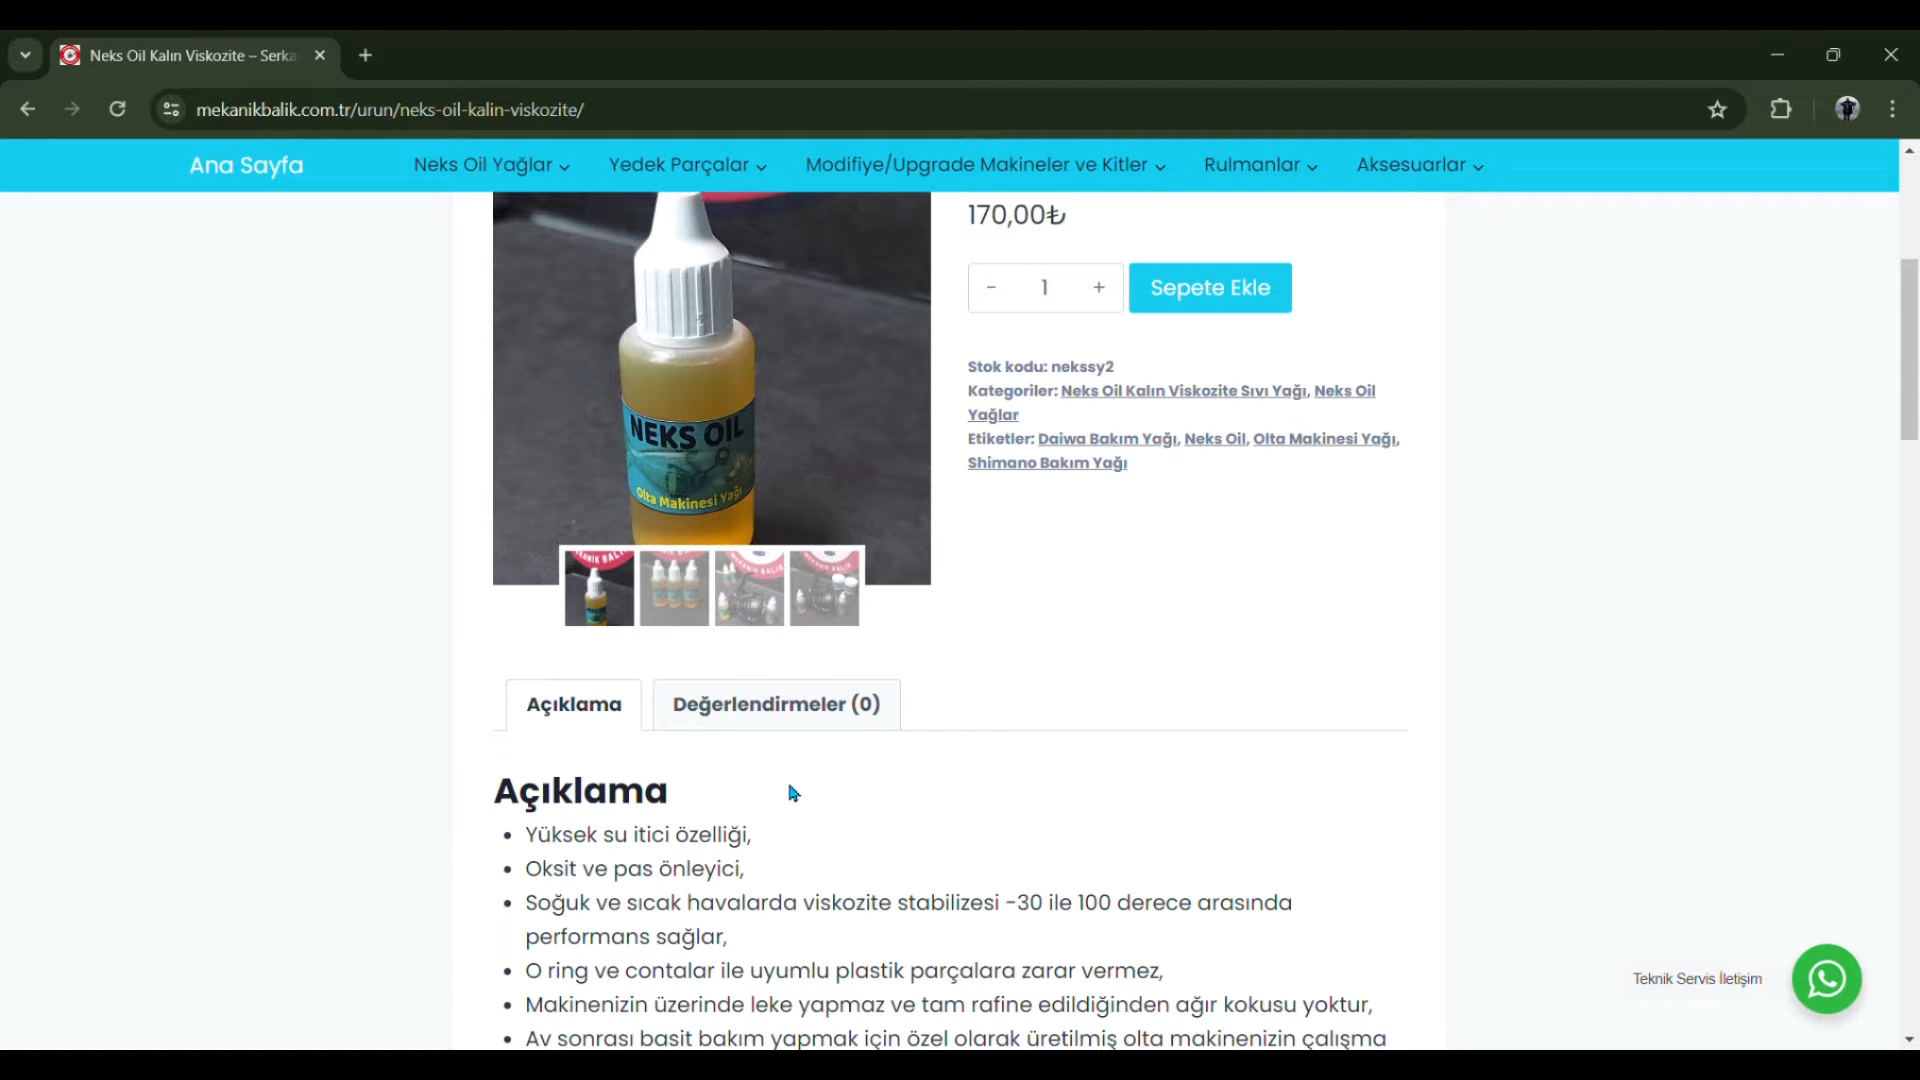 Neks Oil Kalın Viskozite – Serka
mekanikbalik.com.tr/urun/neks-oil-kalin-viskozite/
Ana Sayfa
Neks Oil Yağlar
Yedek Parçalar
Modifiye/Upgrade Makineler ve Kitler
Rulmanlar
Aksesuarlar
170,00₺
- 1 +
Sepete Ekle
NEKS OIL
Olta Makinesi Yağı
Stok kodu: nekssy2
Kategoriler: Neks Oil Kalın Viskozite Sıvı Yağı, Neks Oil
Yağlar
Etiketler: Daiwa Bakım Yağı, Neks Oil, Olta Makinesi Yağı,
Shimano Bakım Yağı
Açıklama
Değerlendirmeler (0)
Açıklama
• Yüksek su itici özelliği,
• Oksit ve pas önleyici,
• Soğuk ve sıcak havalarda viskozite stabilizesi -30 ile 100 derece arasında
performans sağlar,
• O ring ve contalar ile uyumlu plastik parçalara zarar vermez,
• Makinenizin üzerinde leke yapmaz ve tam rafine edildiğinden ağır kokusu yoktur,
• Av sonrası basit bakım yapmak için özel olarak üretilmiş olta makinenizin çalışma
Teknik Servis İletişim